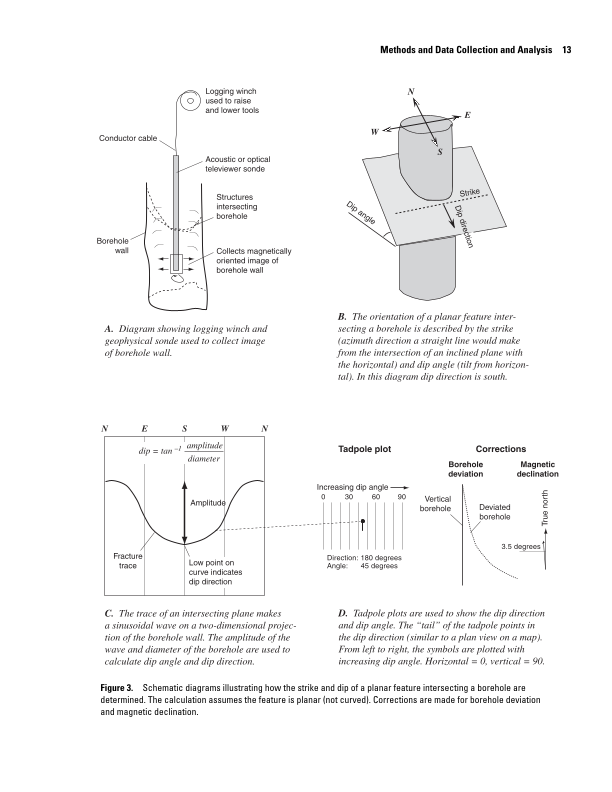 Methods and Data Collection and Analysis 13
Logging winch
used to raise
and lower tools
Conductor cable
Acoustic or optical
televiewer sonde
Structures
intersecting
borehole
Borehole
wall
Collects magnetically
oriented image of
borehole wall
A. Diagram showing logging winch and
geophysical sonde used to collect image
of borehole wall.
N
E
W
S
Strike
Dip angle
Dip direction
B. The orientation of a planar feature inter-
secting a borehole is described by the strike
(azimuth direction a straight line would make
from the intersection of an inclined plane with
the horizontal) and dip angle (tilt from horizon-
tal). In this diagram dip direction is south.
N E S W N
dip = tan⁻¹ amplitude
diameter
Amplitude
Fracture
trace
Low point on
curve indicates
dip direction
C. The trace of an intersecting plane makes
a sinusoidal wave on a two-dimensional projec-
tion of the borehole wall. The amplitude of the
wave and diameter of the borehole are used to
calculate dip angle and dip direction.
Tadpole plot
Increasing dip angle
0 30 60 90
Direction: 180 degrees
Angle: 45 degrees
Corrections
Borehole
deviation
Vertical
borehole
Deviated
borehole
Magnetic
declination
True north
3.5 degrees
D. Tadpole plots are used to show the dip direction
and dip angle. The “tail” of the tadpole points in
the dip direction (similar to a plan view on a map).
From left to right, the symbols are plotted with
increasing dip angle. Horizontal = 0, vertical = 90.
Figure 3. Schematic diagrams illustrating how the strike and dip of a planar feature intersecting a borehole are
determined. The calculation assumes the feature is planar (not curved). Corrections are made for borehole deviation
and magnetic declination.